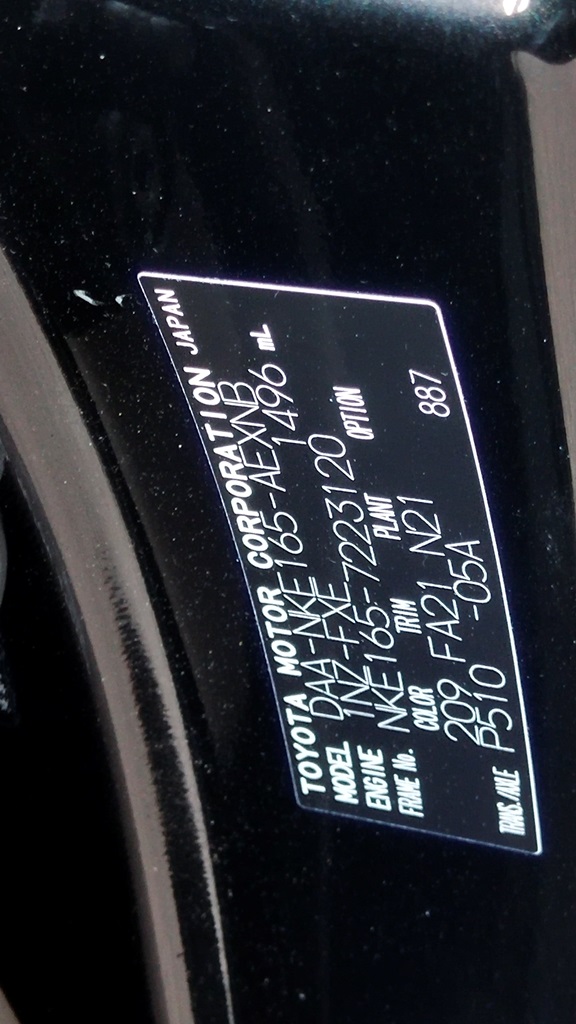 TOYOTA MOTOR CORPORATION JAPAN
MODEL DAA-NKE165-AEXNB
ENGINE 1NZ-FXE 1496 mL
FRAME No. NKE165-7223120
COLOR TRIM PLANT OPTION
209 FA21 N21 887
TRANS./AXLE P510 -05A